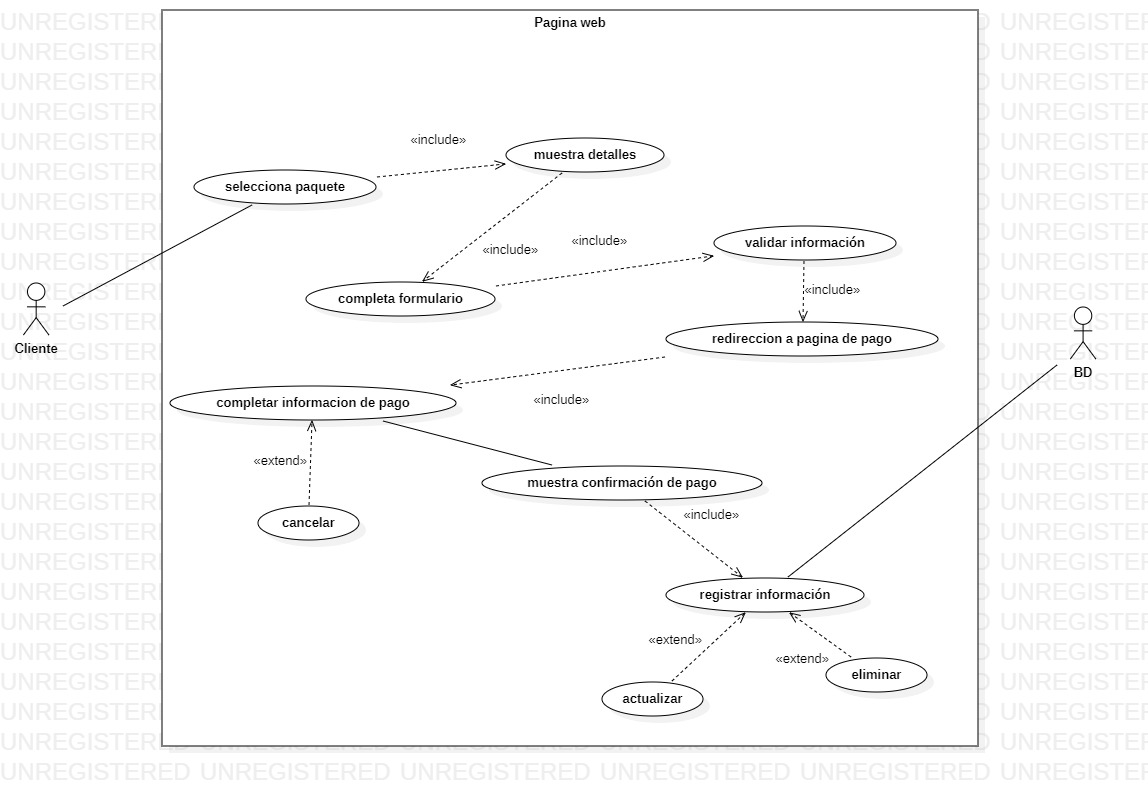 Pagina web
«include»
muestra detalles
selecciona paquete
«include»
«include»
validar información
completa formulario
«include»
redireccion a pagina de pago
Cliente
BD
«include»
completar informacion de pago
«extend»
muestra confirmación de pago
«include»
cancelar
registrar información
«extend»
«extend»
eliminar
actualizar
UNREGISTERED UNREGISTERED UNREGISTERED UNREGISTERED UNREGISTERED